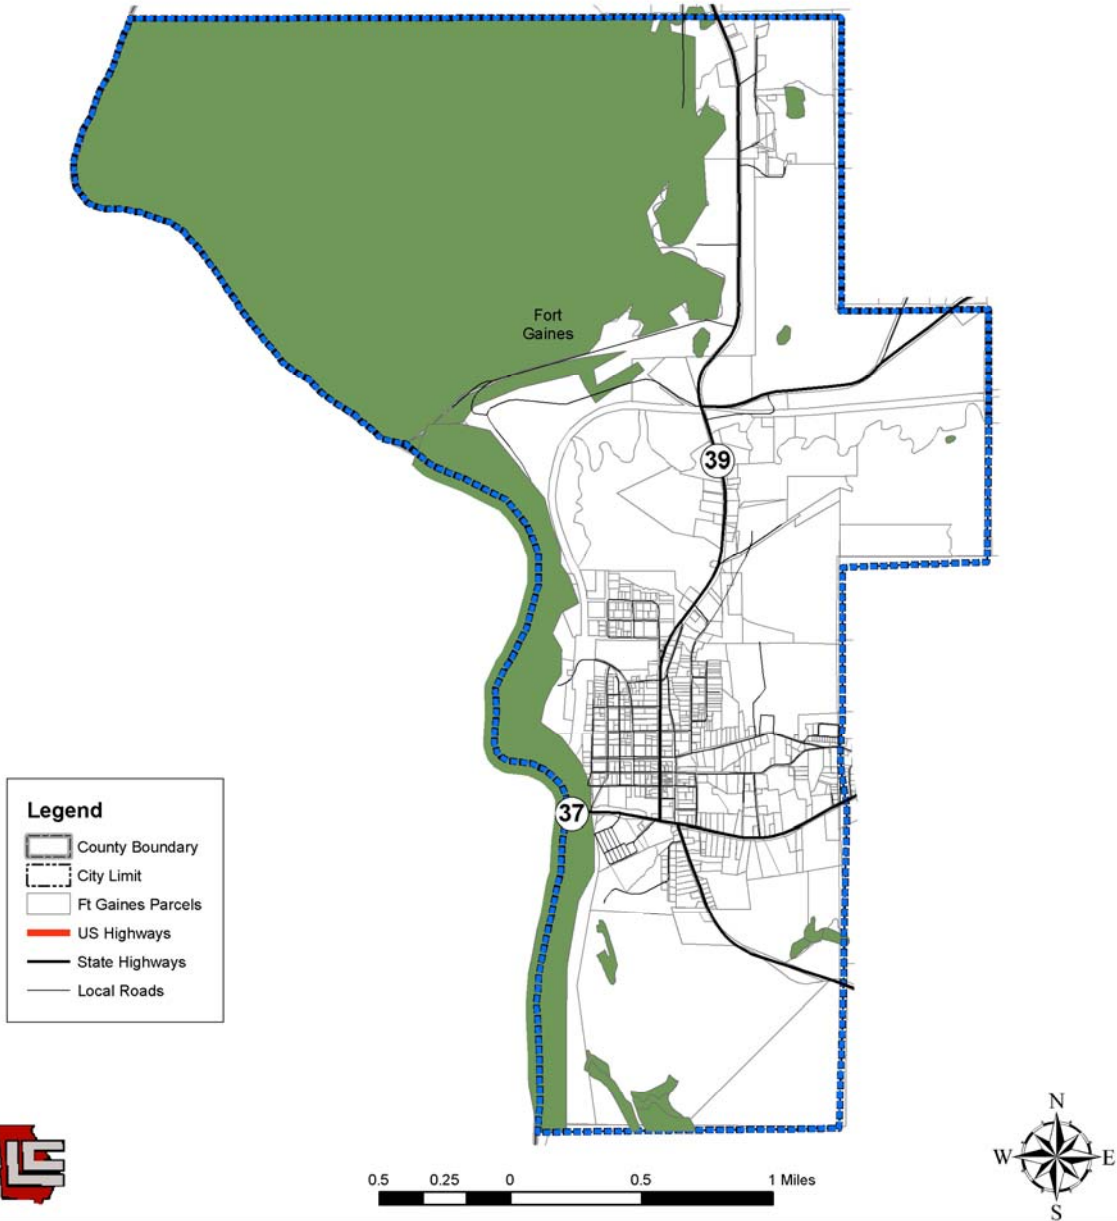 Fort
Gaines
39
37
Legend
County Boundary
City Limit
Ft Gaines Parcels
US Highways
State Highways
Local Roads
0.5 0.25 0 0.5 1 Miles
N
W E
S